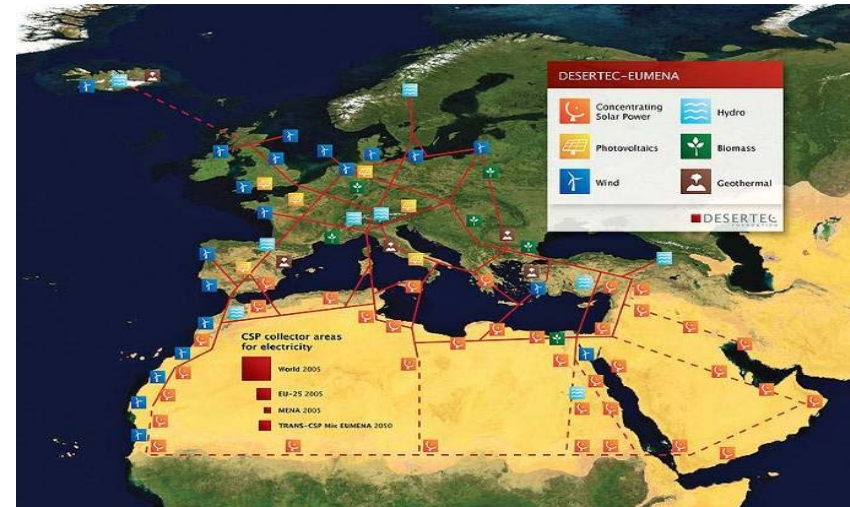 DESERTEC-EUMENA
Concentrating
Solar Power
Hydro
Photovoltaics
Biomass
Wind
Geothermal
DESERTEC
FOUNDATION
CSP collector areas
for electricity
World 2005
EU-25 2005
MENA 2005
TRANS-CSP Mix EUMENA 2050